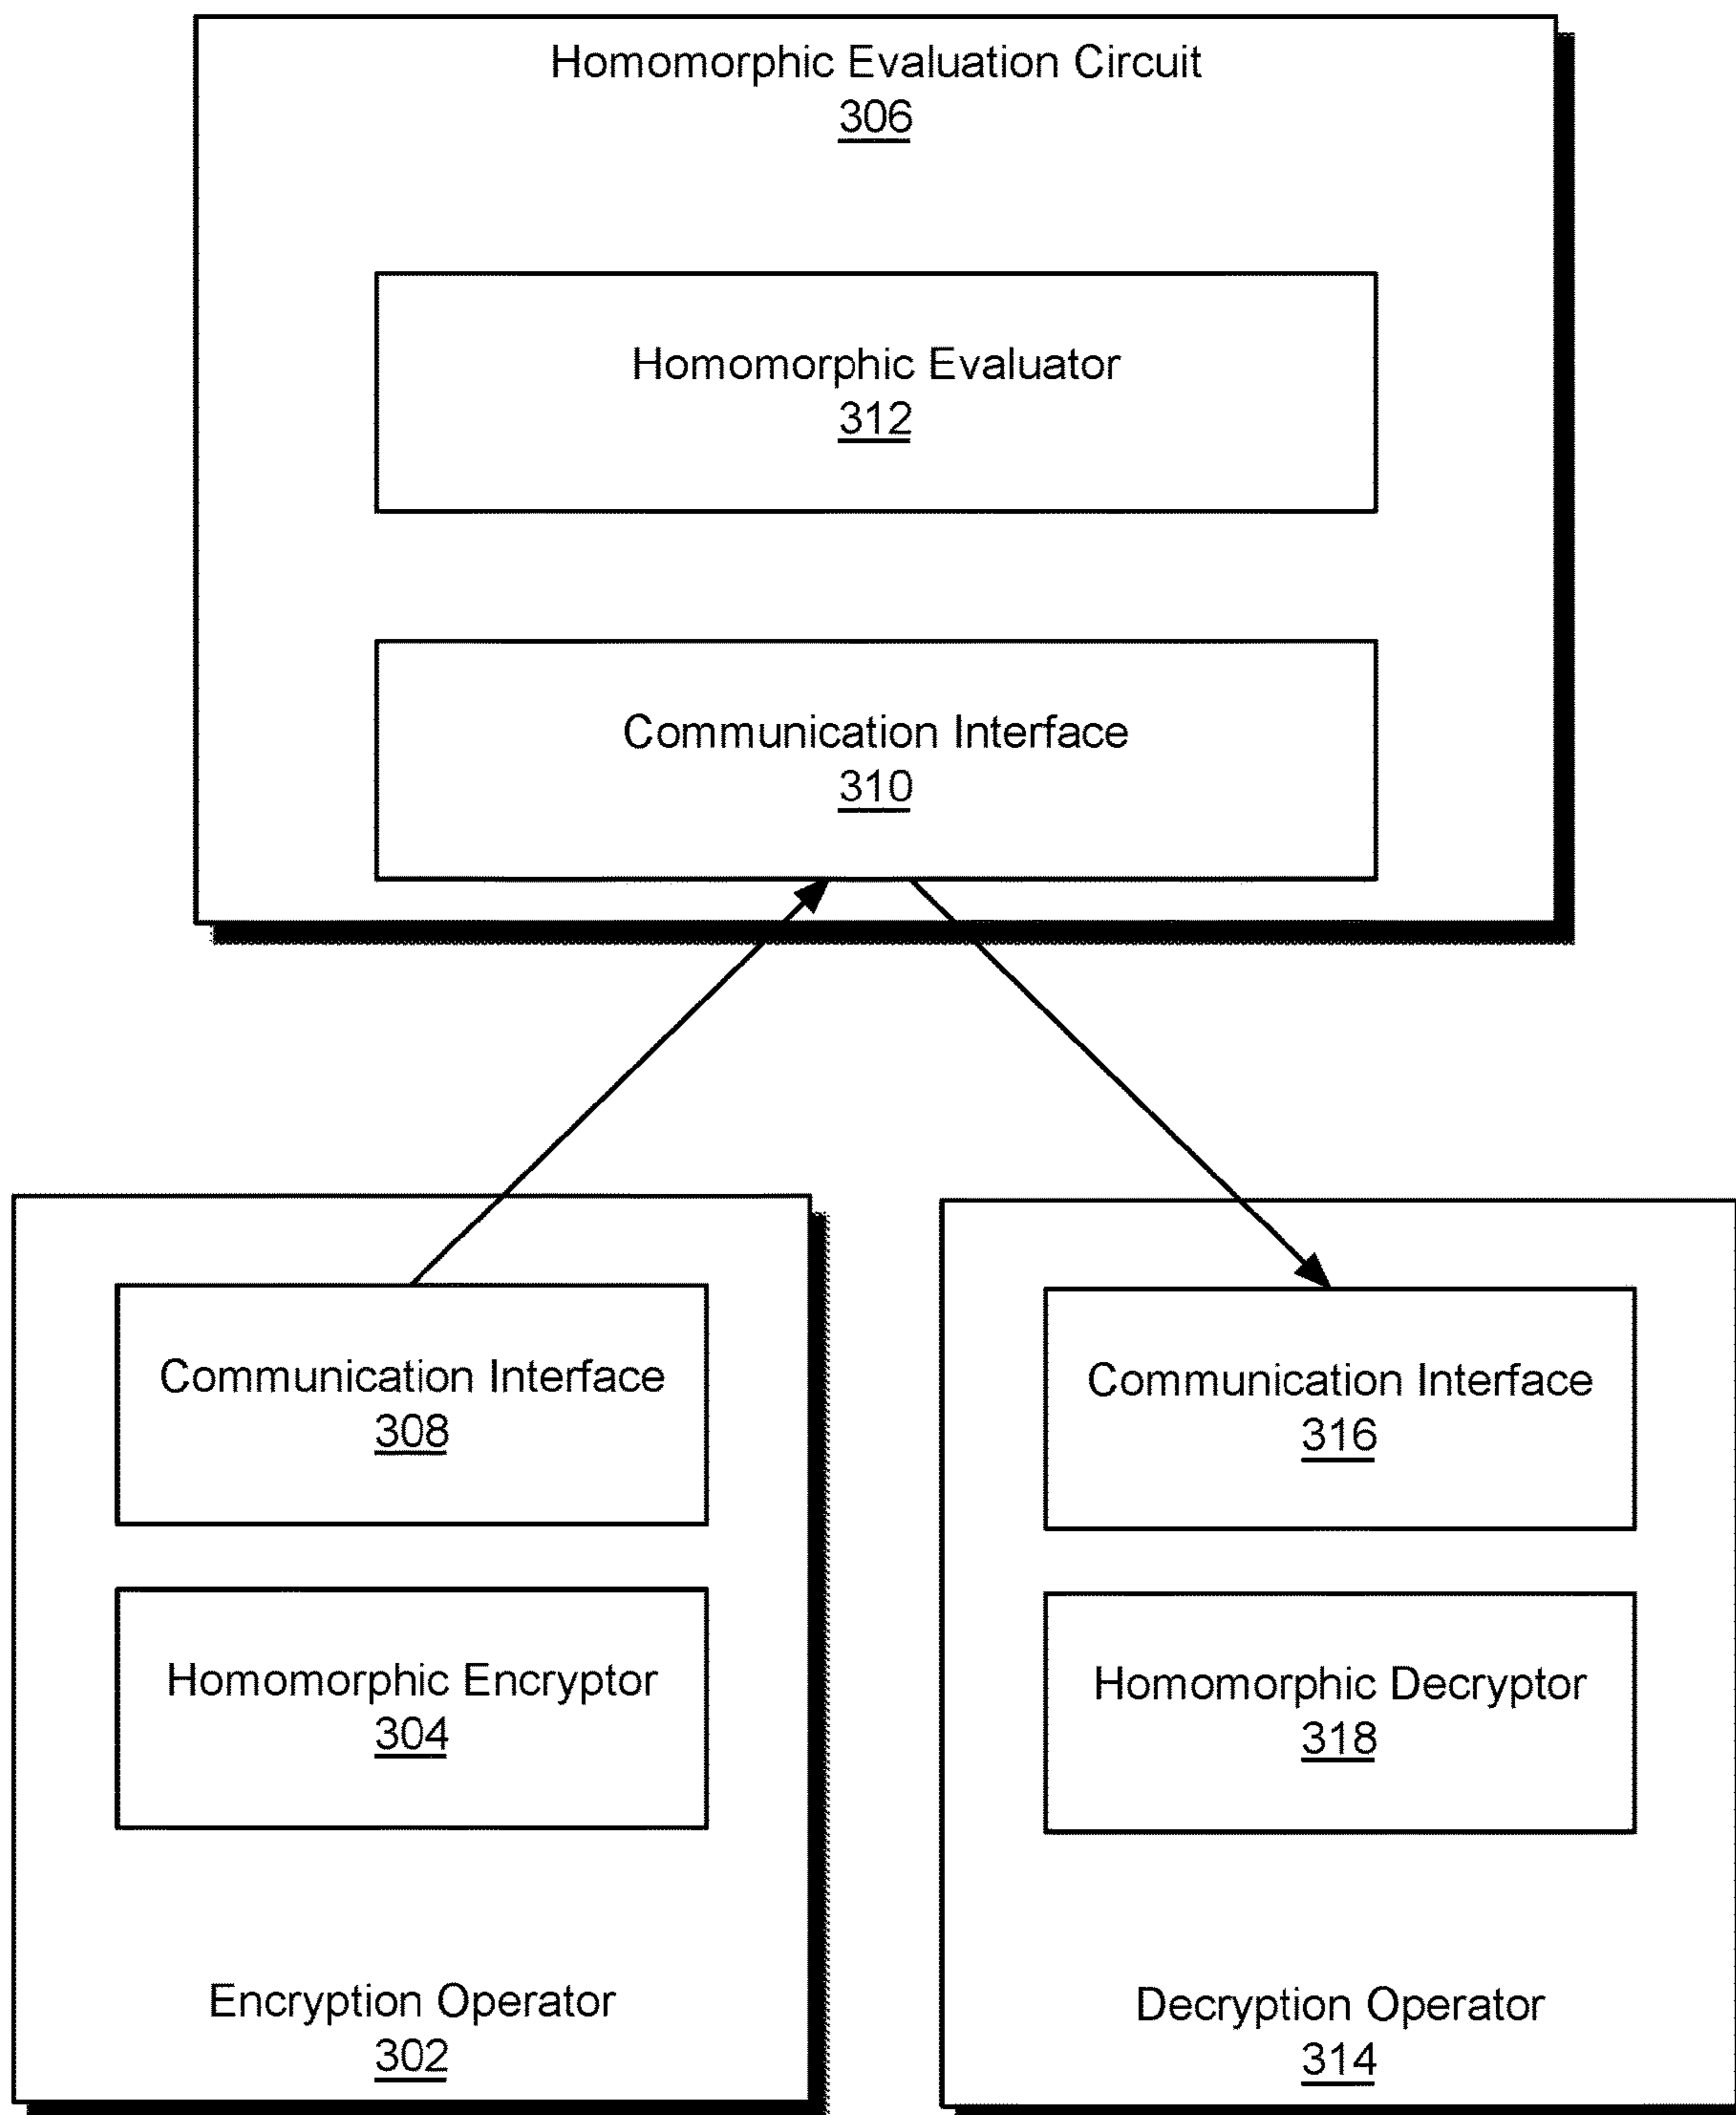 Homomorphic Evaluation Circuit
306
Homomorphic Evaluator
312
Communication Interface
310
Communication Interface
308
Homomorphic Encryptor
304
Encryption Operator
302
Communication Interface
316
Homomorphic Decryptor
318
Decryption Operator
314